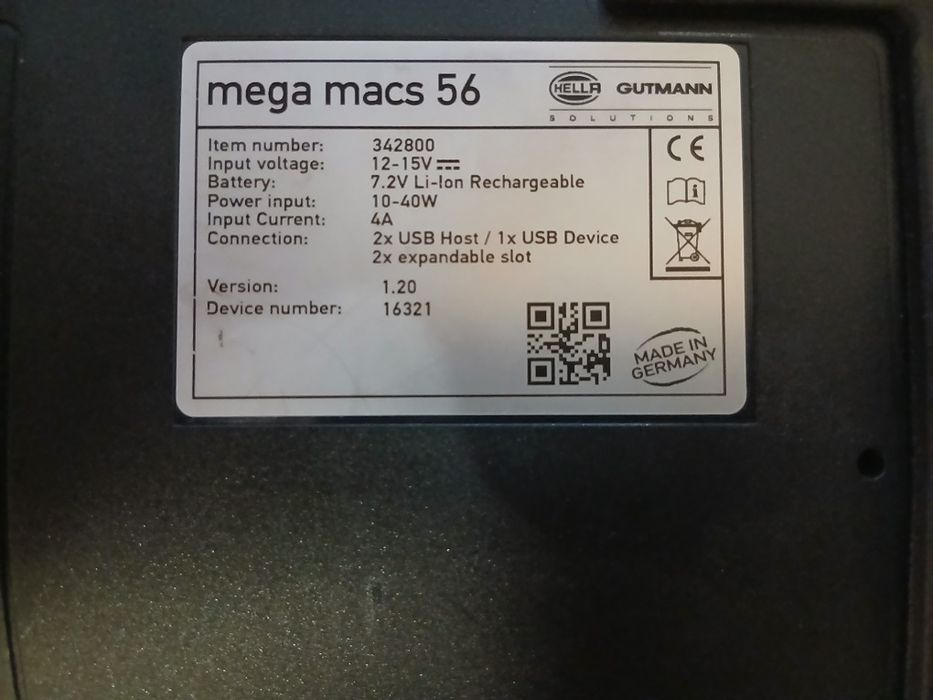 mega macs 56
HELLA GUTMANN
SOLUTIONS
Item number: 342800
Input voltage: 12-15V
Battery: 7.2V Li-Ion Rechargeable
Power input: 10-40W
Input Current: 4A
Connection: 2x USB Host / 1x USB Device
2x expandable slot
Version: 1.20
Device number: 16321
CE
i
MADE IN
GERMANY